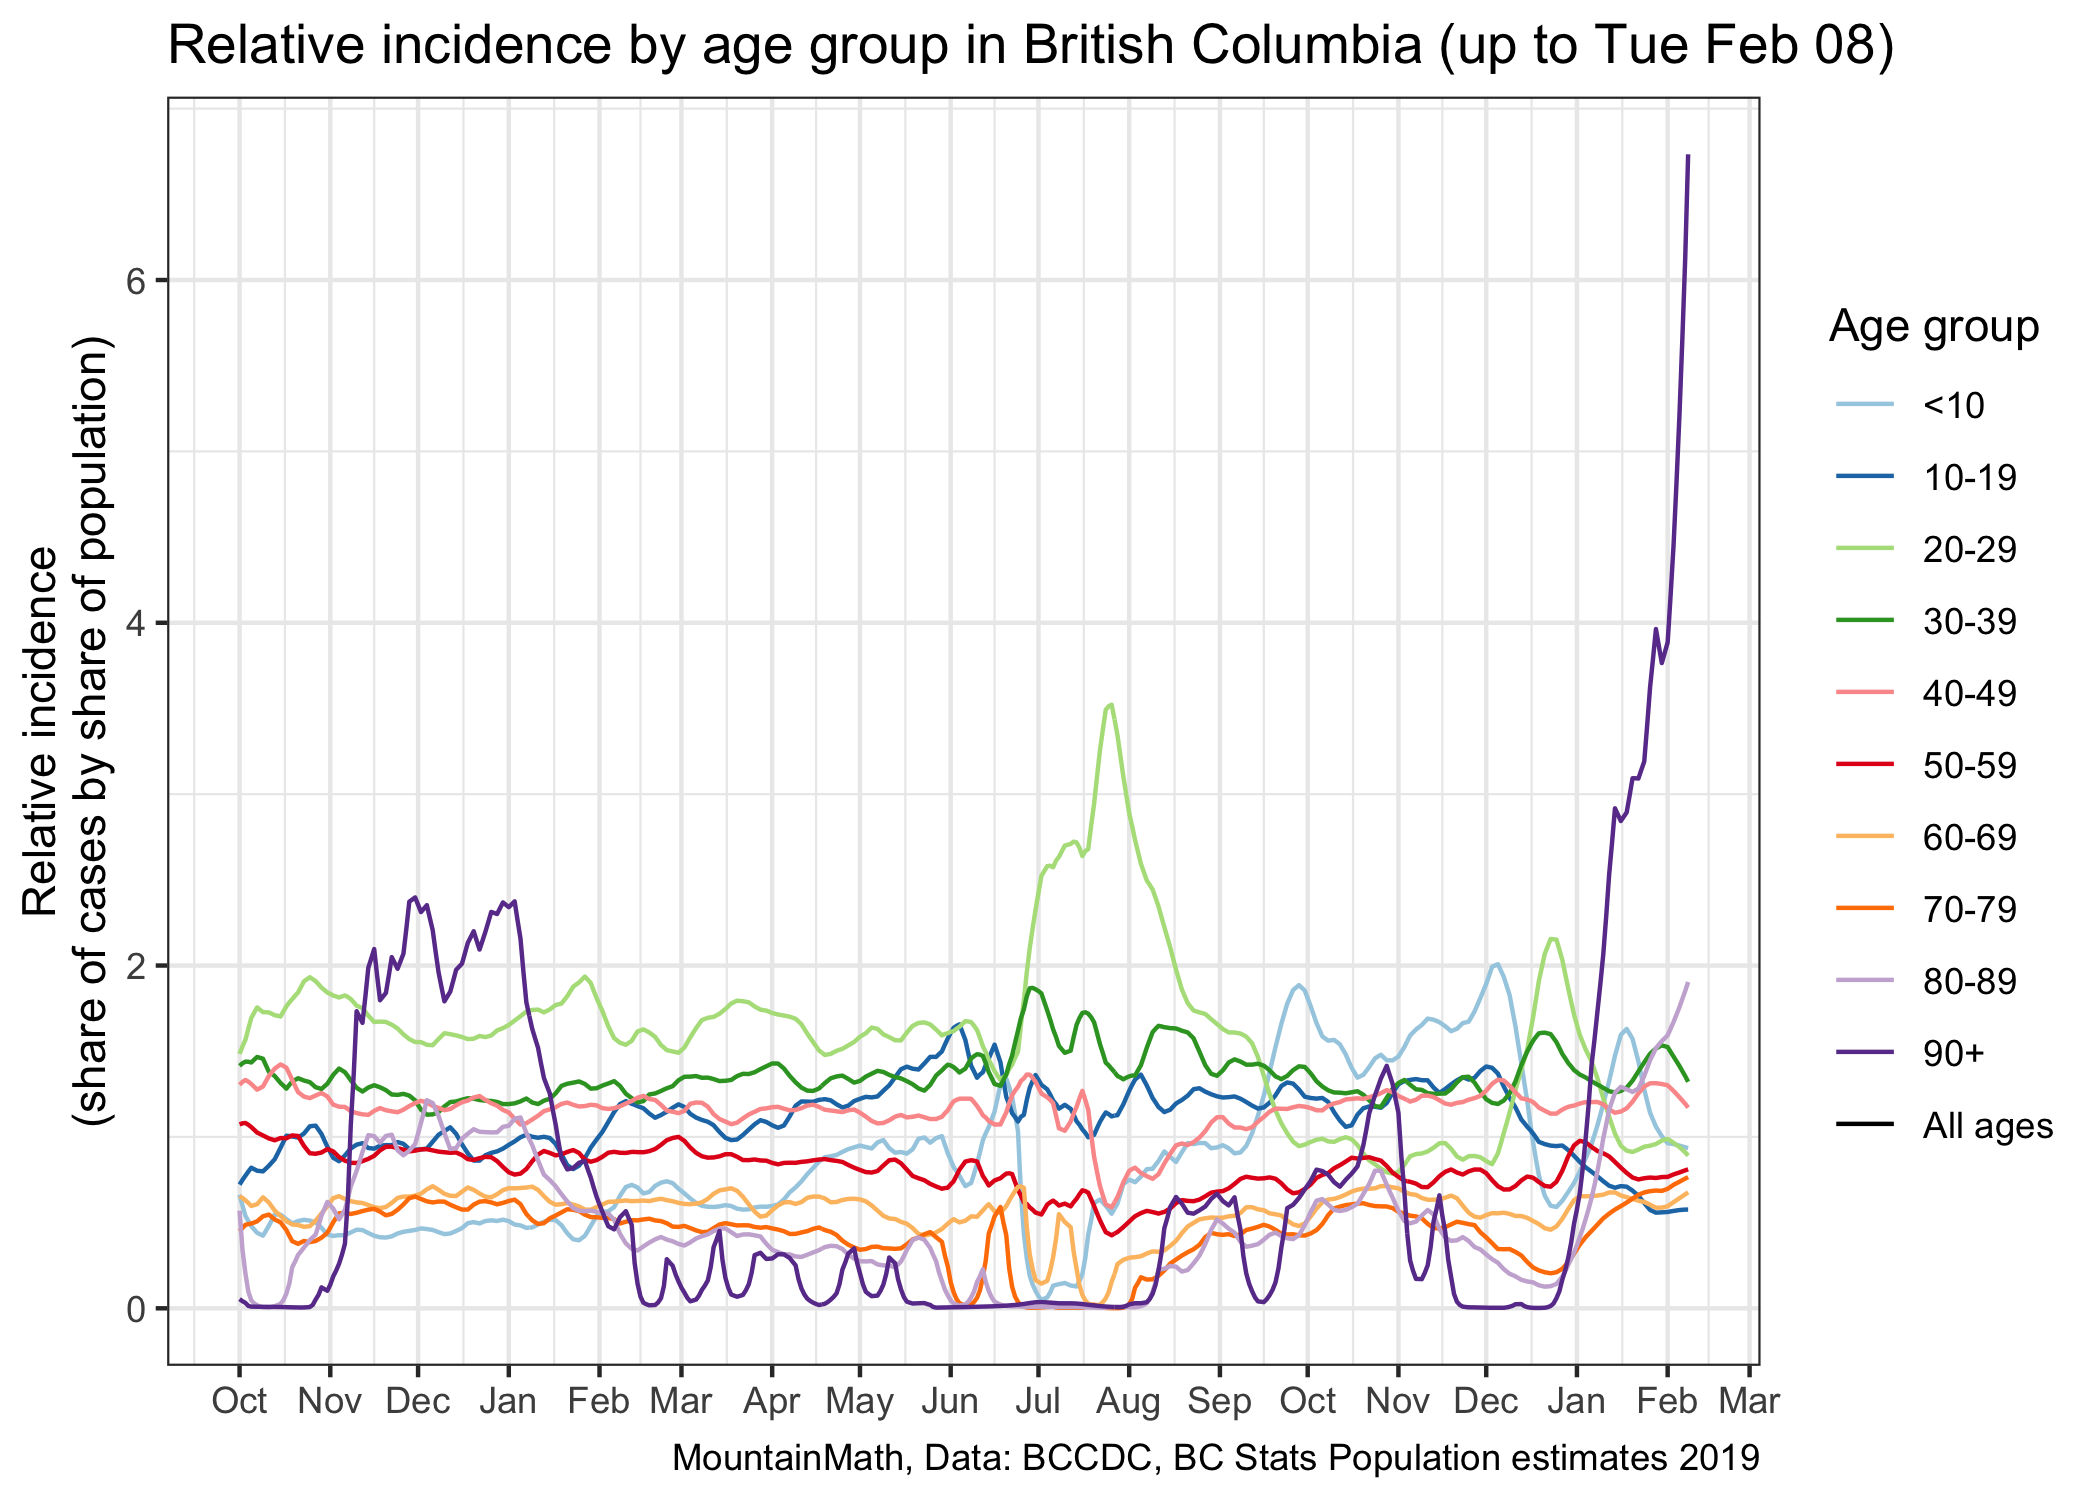 Relative incidence by age group in British Columbia (up to Tue Feb 08)
Relative incidence
(share of cases by share of population)
6
4
2
0
Oct Nov Dec Jan Feb Mar Apr May Jun Jul Aug Sep Oct Nov Dec Jan Feb Mar
Age group
<10
10-19
20-29
30-39
40-49
50-59
60-69
70-79
80-89
90+
All ages
MountainMath, Data: BCCDC, BC Stats Population estimates 2019